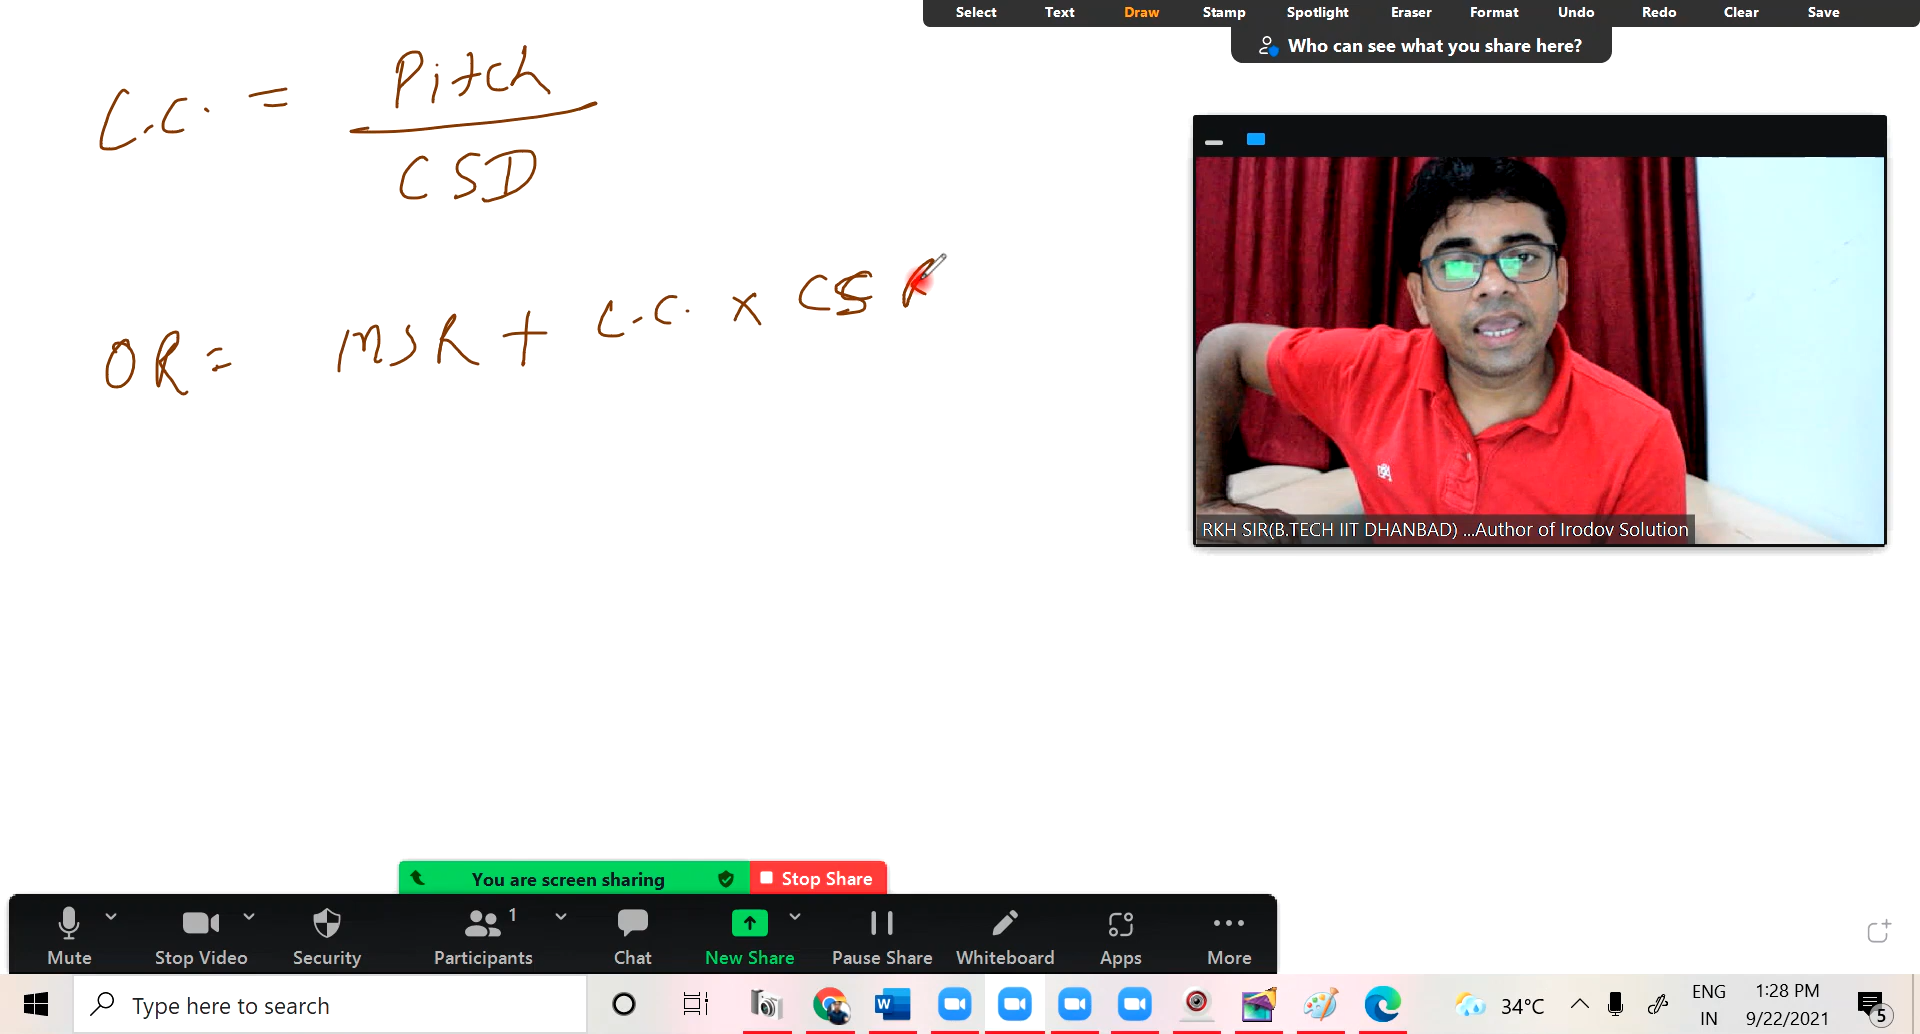 Select Text Draw Stamp Spotlight Eraser Format Undo Redo Clear Save
Who can see what you share here?
L.C. = Pitch
CSD
OR = MSR + L.C. × CSR
RKH SIR(B.TECH IIT DHANBAD) ...Author of Irodov Solution
You are screen sharing Stop Share
1
Mute Stop Video Security Participants Chat New Share Pause Share Whiteboard Apps More
Type here to search
34°C
ENG
IN
1:28 PM
9/22/2021
5